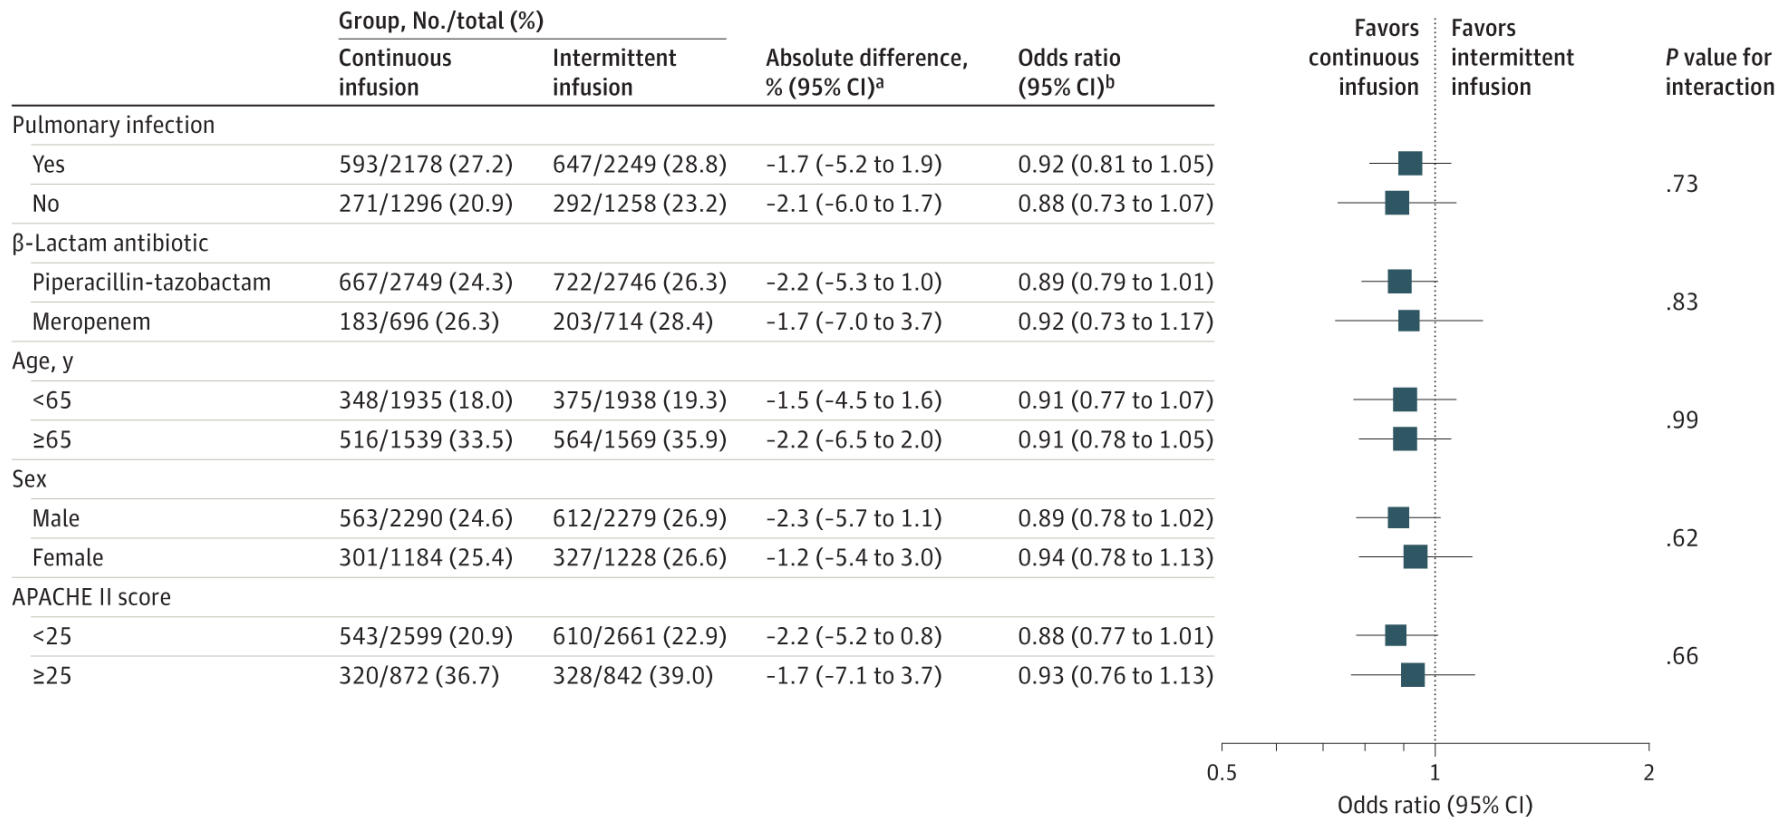 Group, No./total (%)
Favors continuous infusion
Favors intermittent infusion
Continuous infusion
Intermittent infusion
Absolute difference, % (95% CI)a
Odds ratio (95% CI)b
P value for interaction
Pulmonary infection
Yes 593/2178 (27.2) 647/2249 (28.8) −1.7 (−5.2 to 1.9) 0.92 (0.81 to 1.05)
.73
No 271/1296 (20.9) 292/1258 (23.2) −2.1 (−6.0 to 1.7) 0.88 (0.73 to 1.07)
β-Lactam antibiotic
Piperacillin-tazobactam 667/2749 (24.3) 722/2746 (26.3) −2.2 (−5.3 to 1.0) 0.89 (0.79 to 1.01)
.83
Meropenem 183/696 (26.3) 203/714 (28.4) −1.7 (−7.0 to 3.7) 0.92 (0.73 to 1.17)
Age, y
<65 348/1935 (18.0) 375/1938 (19.3) −1.5 (−4.5 to 1.6) 0.91 (0.77 to 1.07)
.99
≥65 516/1539 (33.5) 564/1569 (35.9) −2.2 (−6.5 to 2.0) 0.91 (0.78 to 1.05)
Sex
Male 563/2290 (24.6) 612/2279 (26.9) −2.3 (−5.7 to 1.1) 0.89 (0.78 to 1.02)
.62
Female 301/1184 (25.4) 327/1228 (26.6) −1.2 (−5.4 to 3.0) 0.94 (0.78 to 1.13)
APACHE II score
<25 543/2599 (20.9) 610/2661 (22.9) −2.2 (−5.2 to 0.8) 0.88 (0.77 to 1.01)
.66
≥25 320/872 (36.7) 328/842 (39.0) −1.7 (−7.1 to 3.7) 0.93 (0.76 to 1.13)
0.5 1 2
Odds ratio (95% CI)